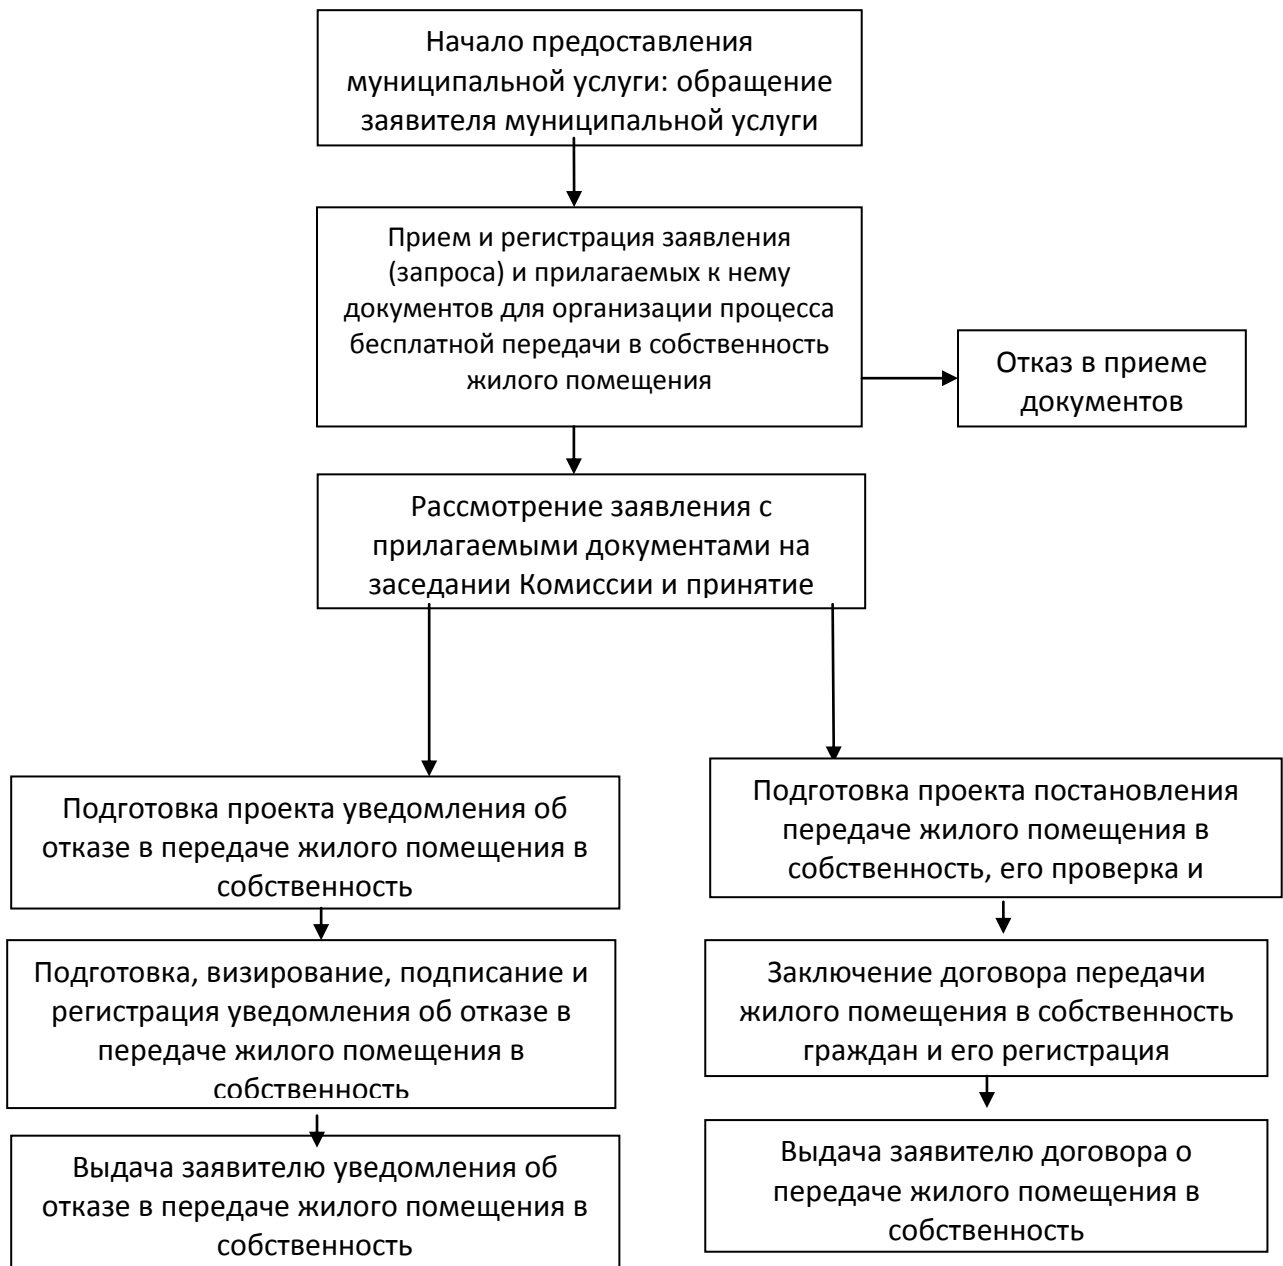 Начало предоставления
муниципальной услуги: обращение
заявителя муниципальной услуги
Прием и регистрация заявления
(запроса) и прилагаемых к нему
документов для организации процесса
бесплатной передачи в собственность
жилого помещения
Отказ в приеме
документов
Рассмотрение заявления с
прилагаемыми документами на
заседании Комиссии и принятие
Подготовка проекта уведомления об
отказе в передаче жилого помещения в
собственность
Подготовка проекта постановления
передаче жилого помещения в
собственность, его проверка и
Подготовка, визирование, подписание и
регистрация уведомления об отказе в
передаче жилого помещения в
собственность
Заключение договора передачи
жилого помещения в собственность
граждан и его регистрация
Выдача заявителю уведомления об
отказе в передаче жилого помещения в
собственность
Выдача заявителю договора о
передаче жилого помещения в
собственность